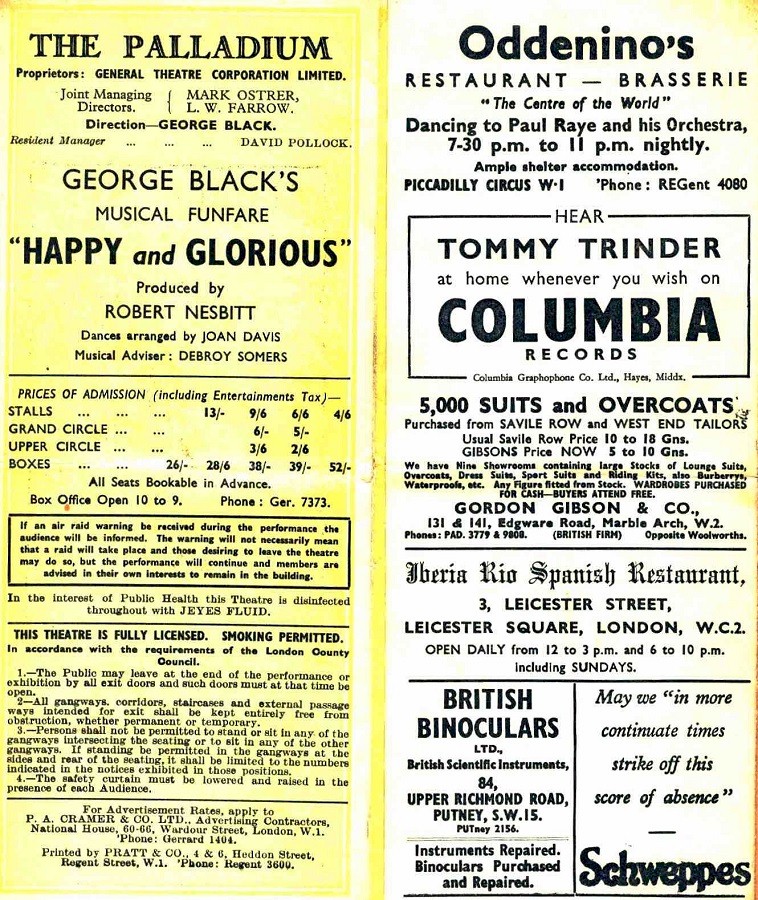 THE PALLADIUM
Proprietors: GENERAL THEATRE CORPORATION LIMITED.
Joint Managing Directors. { MARK OSTRER, L. W. FARROW.
Direction—GEORGE BLACK.
Resident Manager ... ... ... DAVID POLLOCK.
GEORGE BLACK'S
MUSICAL FUNFARE
"HAPPY and GLORIOUS"
Produced by
ROBERT NESBITT
Dances arranged by JOAN DAVIS
Musical Adviser: DEBROY SOMERS
PRICES OF ADMISSION (including Entertainments Tax)—
STALLS ... ... ... 13/- 9/6 6/6 4/6
GRAND CIRCLE ... ... 6/- 5/-
UPPER CIRCLE ... ... 3/6 2/6
BOXES ... ... 26/- 28/6 38/- 39/- 52/-
All Seats Bookable in Advance.
Box Office Open 10 to 9. Phone: Ger. 7373.
If an air raid warning be received during the performance the
audience will be informed. The warning will not necessarily mean
that a raid will take place and those desiring to leave the theatre
may do so, but the performance will continue and members are
advised in their own interests to remain in the building.
In the interest of Public Health this Theatre is disinfected
throughout with JEYES FLUID.
THIS THEATRE IS FULLY LICENSED. SMOKING PERMITTED.
In accordance with the requirements of the London County
Council.
1.—The Public may leave at the end of the performance or
exhibition by all exit doors and such doors must at that time be
open.
2—All gangways, corridors, staircases and external passage
ways intended for exit shall be kept entirely free from
obstruction, whether permanent or temporary.
3.—Persons shall not be permitted to stand or sit in any of the
gangways intersecting the seating or to sit in any of the other
gangways. If standing be permitted in the gangways at the
sides and rear of the seating, it shall be limited to the numbers
indicated in the notices exhibited in those positions.
4.—The safety curtain must be lowered and raised in the
presence of each Audience.
For Advertisement Rates, apply to
P. A. CRAMER & CO. LTD., Advertising Contractors,
National House, 60-66, Wardour Street, London, W.1.
'Phone: Gerrard 1404.
Printed by PRATT & CO., 4 & 6, Heddon Street,
Regent Street, W.1. 'Phone: Regent 3600.
Oddenino's
RESTAURANT — BRASSERIE
"The Centre of the World"
Dancing to Paul Raye and his Orchestra,
7-30 p.m. to 11 p.m. nightly.
Ample shelter accommodation.
PICCADILLY CIRCUS W·1 'Phone: REGent 4080
HEAR
TOMMY TRINDER
at home whenever you wish on
COLUMBIA
RECORDS
Columbia Graphophone Co. Ltd., Hayes, Middx.
5,000 SUITS and OVERCOATS
Purchased from SAVILE ROW and WEST END TAILORS
Usual Savile Row Price 10 to 18 Gns.
GIBSONS Price NOW 5 to 10 Gns.
We have Nine Showrooms containing large Stocks of Lounge Suits,
Overcoats, Dress Suits, Sport Suits and Riding Kits, also Burberrys,
Waterproofs, etc. Any Figure fitted from Stock. WARDROBES PURCHASED
FOR CASH—BUYERS ATTEND FREE.
GORDON GIBSON & CO.,
131 & 141, Edgware Road, Marble Arch, W.2.
Phones: PAD. 3779 & 9808. (BRITISH FIRM) Opposite Woolworths.
Iberia Rio Spanish Restaurant,
3, LEICESTER STREET,
LEICESTER SQUARE, LONDON, W.C.2.
OPEN DAILY from 12 to 3 p.m. and 6 to 10 p.m.
including SUNDAYS.
BRITISH
BINOCULARS
LTD.,
British Scientific Instruments,
84,
UPPER RICHMOND ROAD,
PUTNEY, S.W.15.
PUTney 2156.
Instruments Repaired.
Binoculars Purchased
and Repaired.
May we "in more
continuate times
strike off this
score of absence"
—
Schweppes